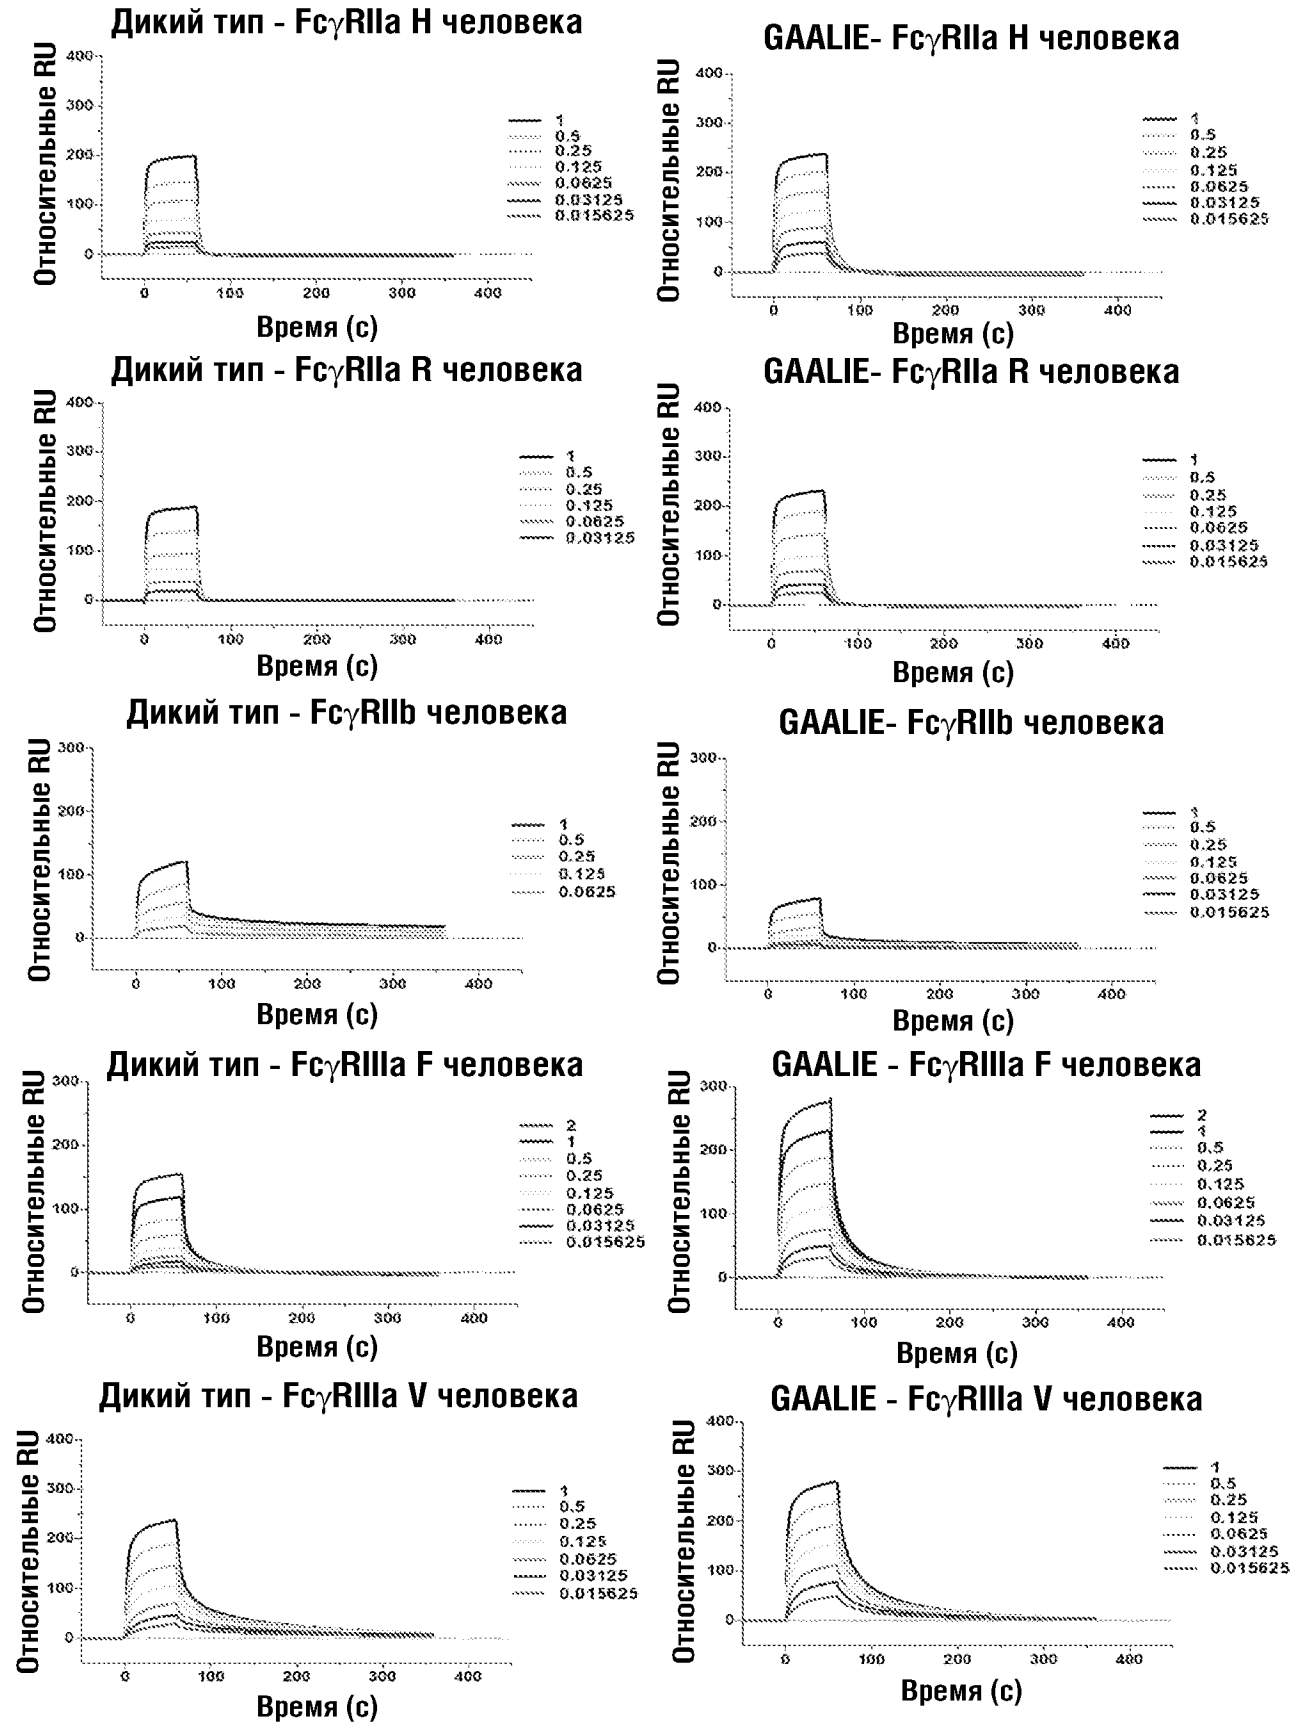 Дикий тип - FcγRIIa H человека
Относительные RU
400
300
200
100
0
0 100 200 300 400
Время (с)
1
0.5
0.25
0.125
0.0625
0.03125
0.015625
GAALIE- FcγRIIa H человека
Относительные RU
400
300
200
100
0
0 100 200 300 400
Время (с)
1
0.5
0.25
0.125
0.0625
0.03125
0.015625
Дикий тип - FcγRIIa R человека
Относительные RU
400
300
200
100
0
0 100 200 300 400
Время (с)
1
0.5
0.25
0.125
0.0625
0.03125
GAALIE- FcγRIIa R человека
Относительные RU
400
300
200
100
0
0 100 200 300 400
Время (с)
1
0.5
0.25
0.125
0.0625
0.03125
0.015625
Дикий тип - FcγRIIb человека
Относительные RU
300
200
100
0
0 100 200 300 400
Время (с)
1
0.5
0.25
0.125
0.0625
GAALIE- FcγRIIb человека
Относительные RU
300
200
100
0
0 100 200 300 400
Время (с)
1
0.5
0.25
0.125
0.0625
0.03125
0.015625
Дикий тип - FcγRIIIa F человека
Относительные RU
300
200
100
0
0 100 200 300 400
Время (с)
2
1
0.5
0.25
0.125
0.0625
0.03125
0.015625
GAALIE - FcγRIIIa F человека
Относительные RU
300
200
100
0
0 100 200 300 400
Время (с)
2
1
0.5
0.25
0.125
0.0625
0.03125
0.015625
Дикий тип - FcγRIIIa V человека
Относительные RU
400
300
200
100
0
0 100 200 300 400
Время (с)
1
0.5
0.25
0.125
0.0625
0.03125
0.015625
GAALIE - FcγRIIIa V человека
Относительные RU
400
300
200
100
0
0 100 200 300 400
Время (с)
1
0.5
0.25
0.125
0.0625
0.03125
0.015625